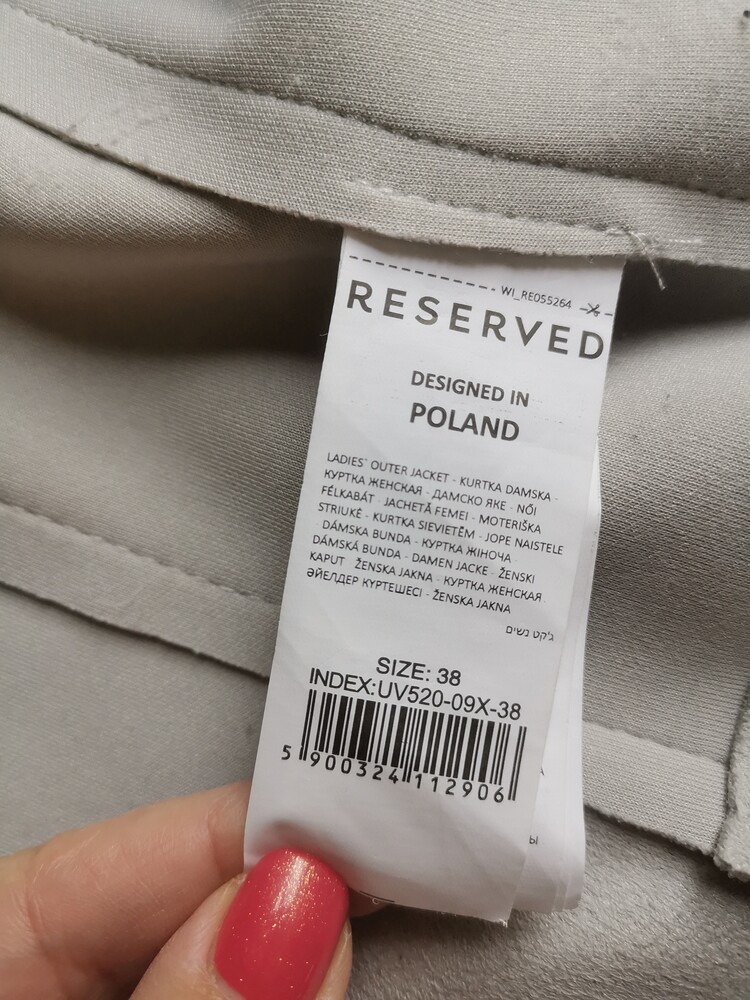 WI_RE055264
RESERVED
DESIGNED IN
POLAND
LADIES` OUTER JACKET - KURTKA DAMSKA -
КУРТКА ЖЕНСКАЯ - ДАМСКО ЯКЕ - NŐI
FÉLKABÁT - JACHETĂ FEMEI - MOTERIŠKA
STRIUKĖ - KURTKA SIEVIETĒM - JOPE NAISTELE
- DÁMSKA BUNDA - КУРТКА ЖІНОЧА -
DÁMSKÁ BUNDA - DAMEN JACKE - ŽENSKI
KAPUT - ŽENSKA JAKNA - КУРТКА ЖЕНСКАЯ
ӘЙЕЛДЕР КҮРТЕШЕСІ - ŽENSKA JAKNA
ג'קט נשים
SIZE: 38
INDEX:UV520-09X-38
5 900324 112906